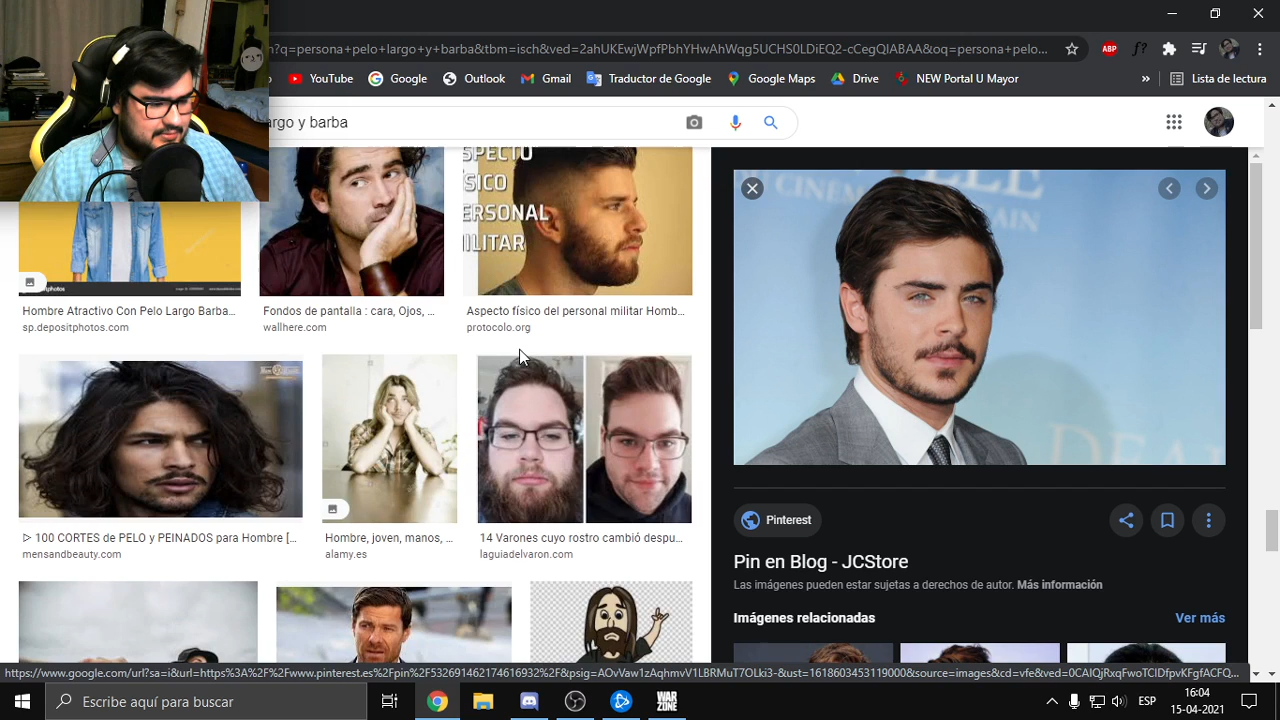 n?q=persona+pelo+largo+y+barba&tbm=isch&ved=2ahUKEwjWpfPbhYHwAhWqg5UCHS0LDiEQ2-cCegQIABAA&oq=persona+pelo...
ABP
f?
YouTube
Google
Outlook
Gmail
Traductor de Google
Google Maps
Drive
NEW Portal U Mayor
»
Lista de lectura
argo y barba
SPECTO
SICO
ERSONAL
ILITAR
CINEMA
Hombre Atractivo Con Pelo Largo Barba...
sp.depositphotos.com
Fondos de pantalla : cara, Ojos, ...
wallhere.com
Aspecto físico del personal militar Homb...
protocolo.org
▷ 100 CORTES de PELO y PEINADOS para Hombre [...
mensandbeauty.com
Hombre, joven, manos, ...
alamy.es
14 Varones cuyo rostro cambió despu...
laguiadelvaron.com
Pinterest
Pin en Blog - JCStore
Las imágenes pueden estar sujetas a derechos de autor. Más información
Imágenes relacionadas
Ver más
https://www.google.com/url?sa=i&url=https%3A%2F%2Fwww.pinterest.es%2Fpin%2F532691462174616932%2F&psig=AOvVaw1zAqhmvV1LBRMuT7OLki3-&ust=1618603453119000&source=images&cd=vfe&ved=0CAIQjRxqFwoTCIDfpvKFgfACFQ...
Escribe aquí para buscar
WAR
ZONE
ESP
16:04
15-04-2021